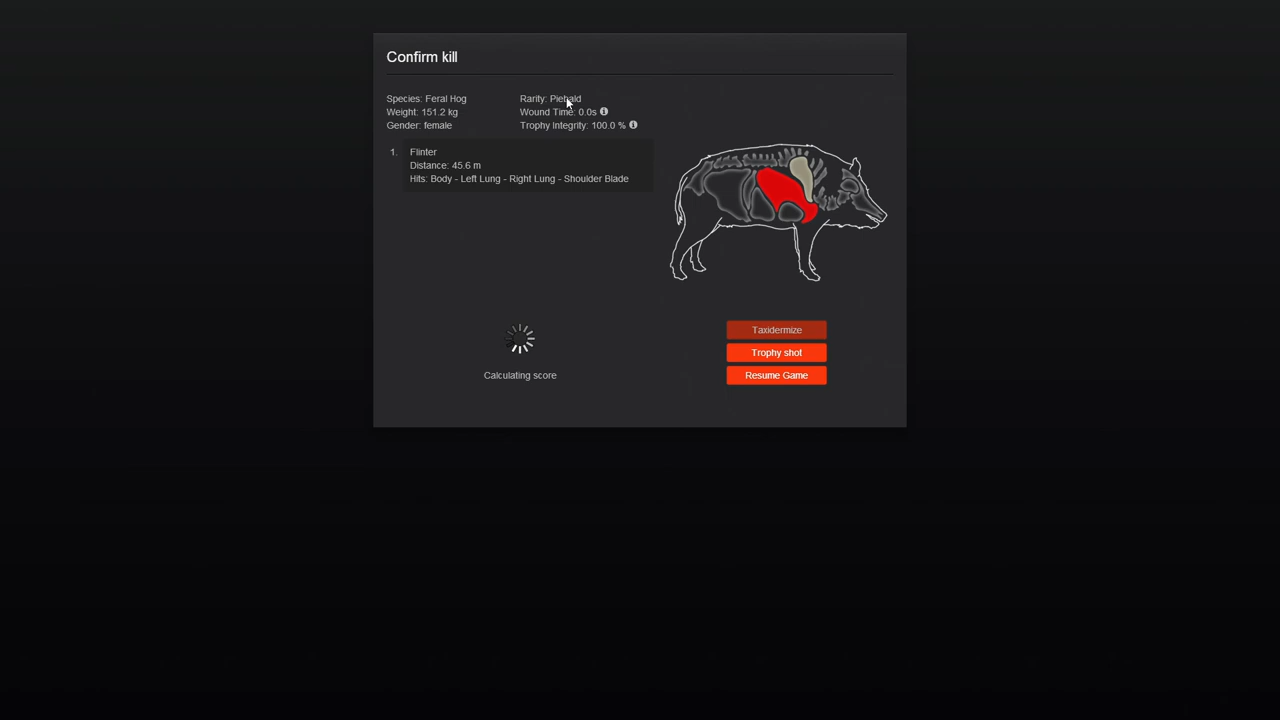 Confirm kill
Species: Feral Hog
Weight: 151.2 kg
Gender: female
Rarity: Piebald
Wound Time: 0.0s
Trophy Integrity: 100.0 %
1.
Flinter
Distance: 45.6 m
Hits: Body - Left Lung - Right Lung - Shoulder Blade
Calculating score
Taxidermize
Trophy shot
Resume Game